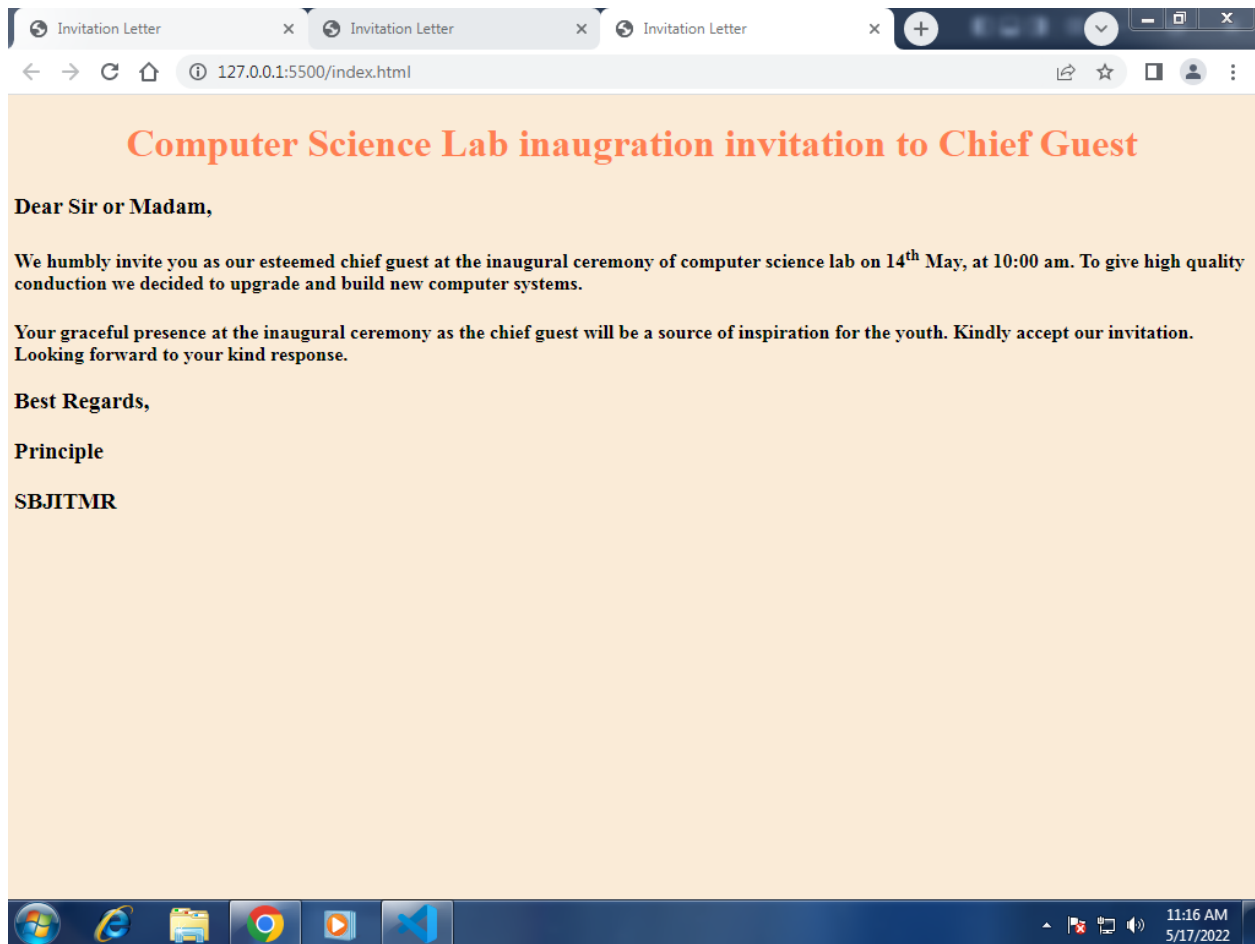 Invitation Letter
Invitation Letter
Invitation Letter
127.0.0.1:5500/index.html
Computer Science Lab inaugration invitation to Chief Guest
Dear Sir or Madam,
We humbly invite you as our esteemed chief guest at the inaugural ceremony of computer science lab on 14th May, at 10:00 am. To give high quality
conduction we decided to upgrade and build new computer systems.
Your graceful presence at the inaugural ceremony as the chief guest will be a source of inspiration for the youth. Kindly accept our invitation.
Looking forward to your kind response.
Best Regards,
Principle
SBJITMR
11:16 AM
5/17/2022